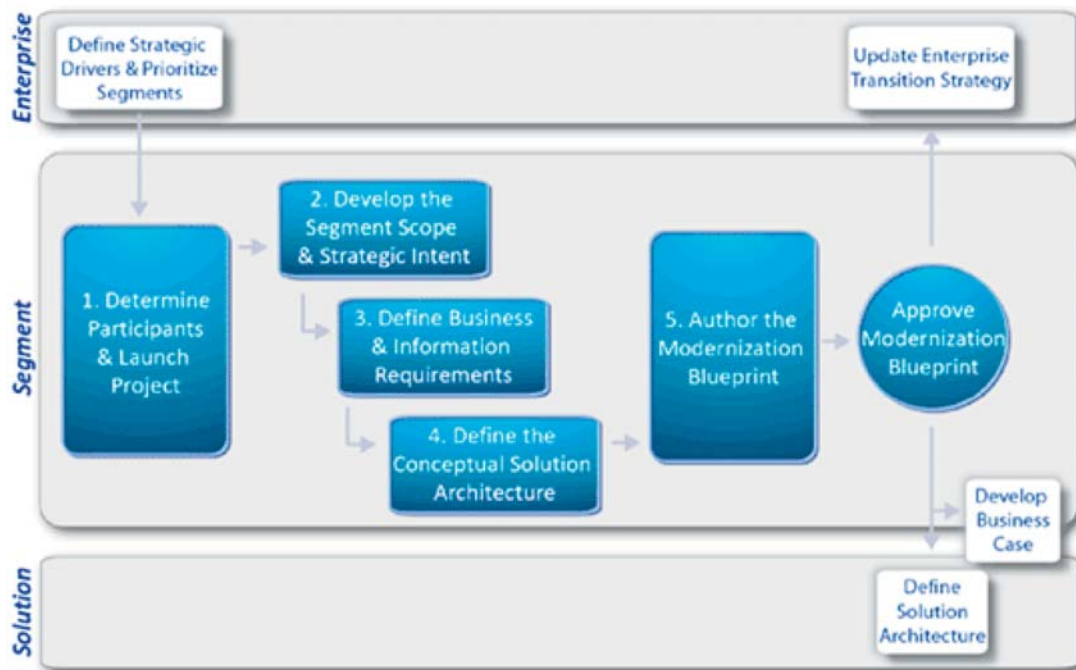 Enterprise
Define Strategic
Drivers & Prioritize
Segments
Update Enterprise
Transition Strategy
Segment
1. Determine
Participants
& Launch
Project
2. Develop the
Segment Scope
& Strategic Intent
3. Define Business
& Information
Requirements
4. Define the
Conceptual Solution
Architecture
5. Author the
Modernization
Blueprint
Approve
Modernization
Blueprint
Develop
Business
Case
Solution
Define
Solution
Architecture